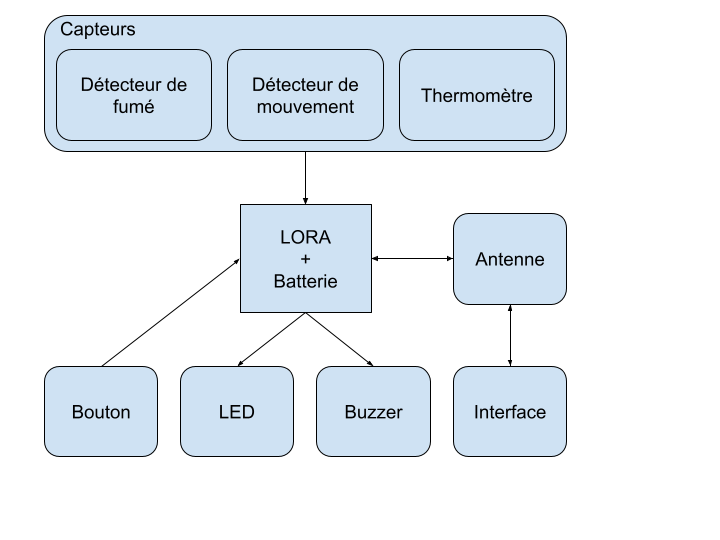 Capteurs
Détecteur de
fumé
Détecteur de
mouvement
Thermomètre
LORA
+
Batterie
Antenne
Bouton
LED
Buzzer
Interface